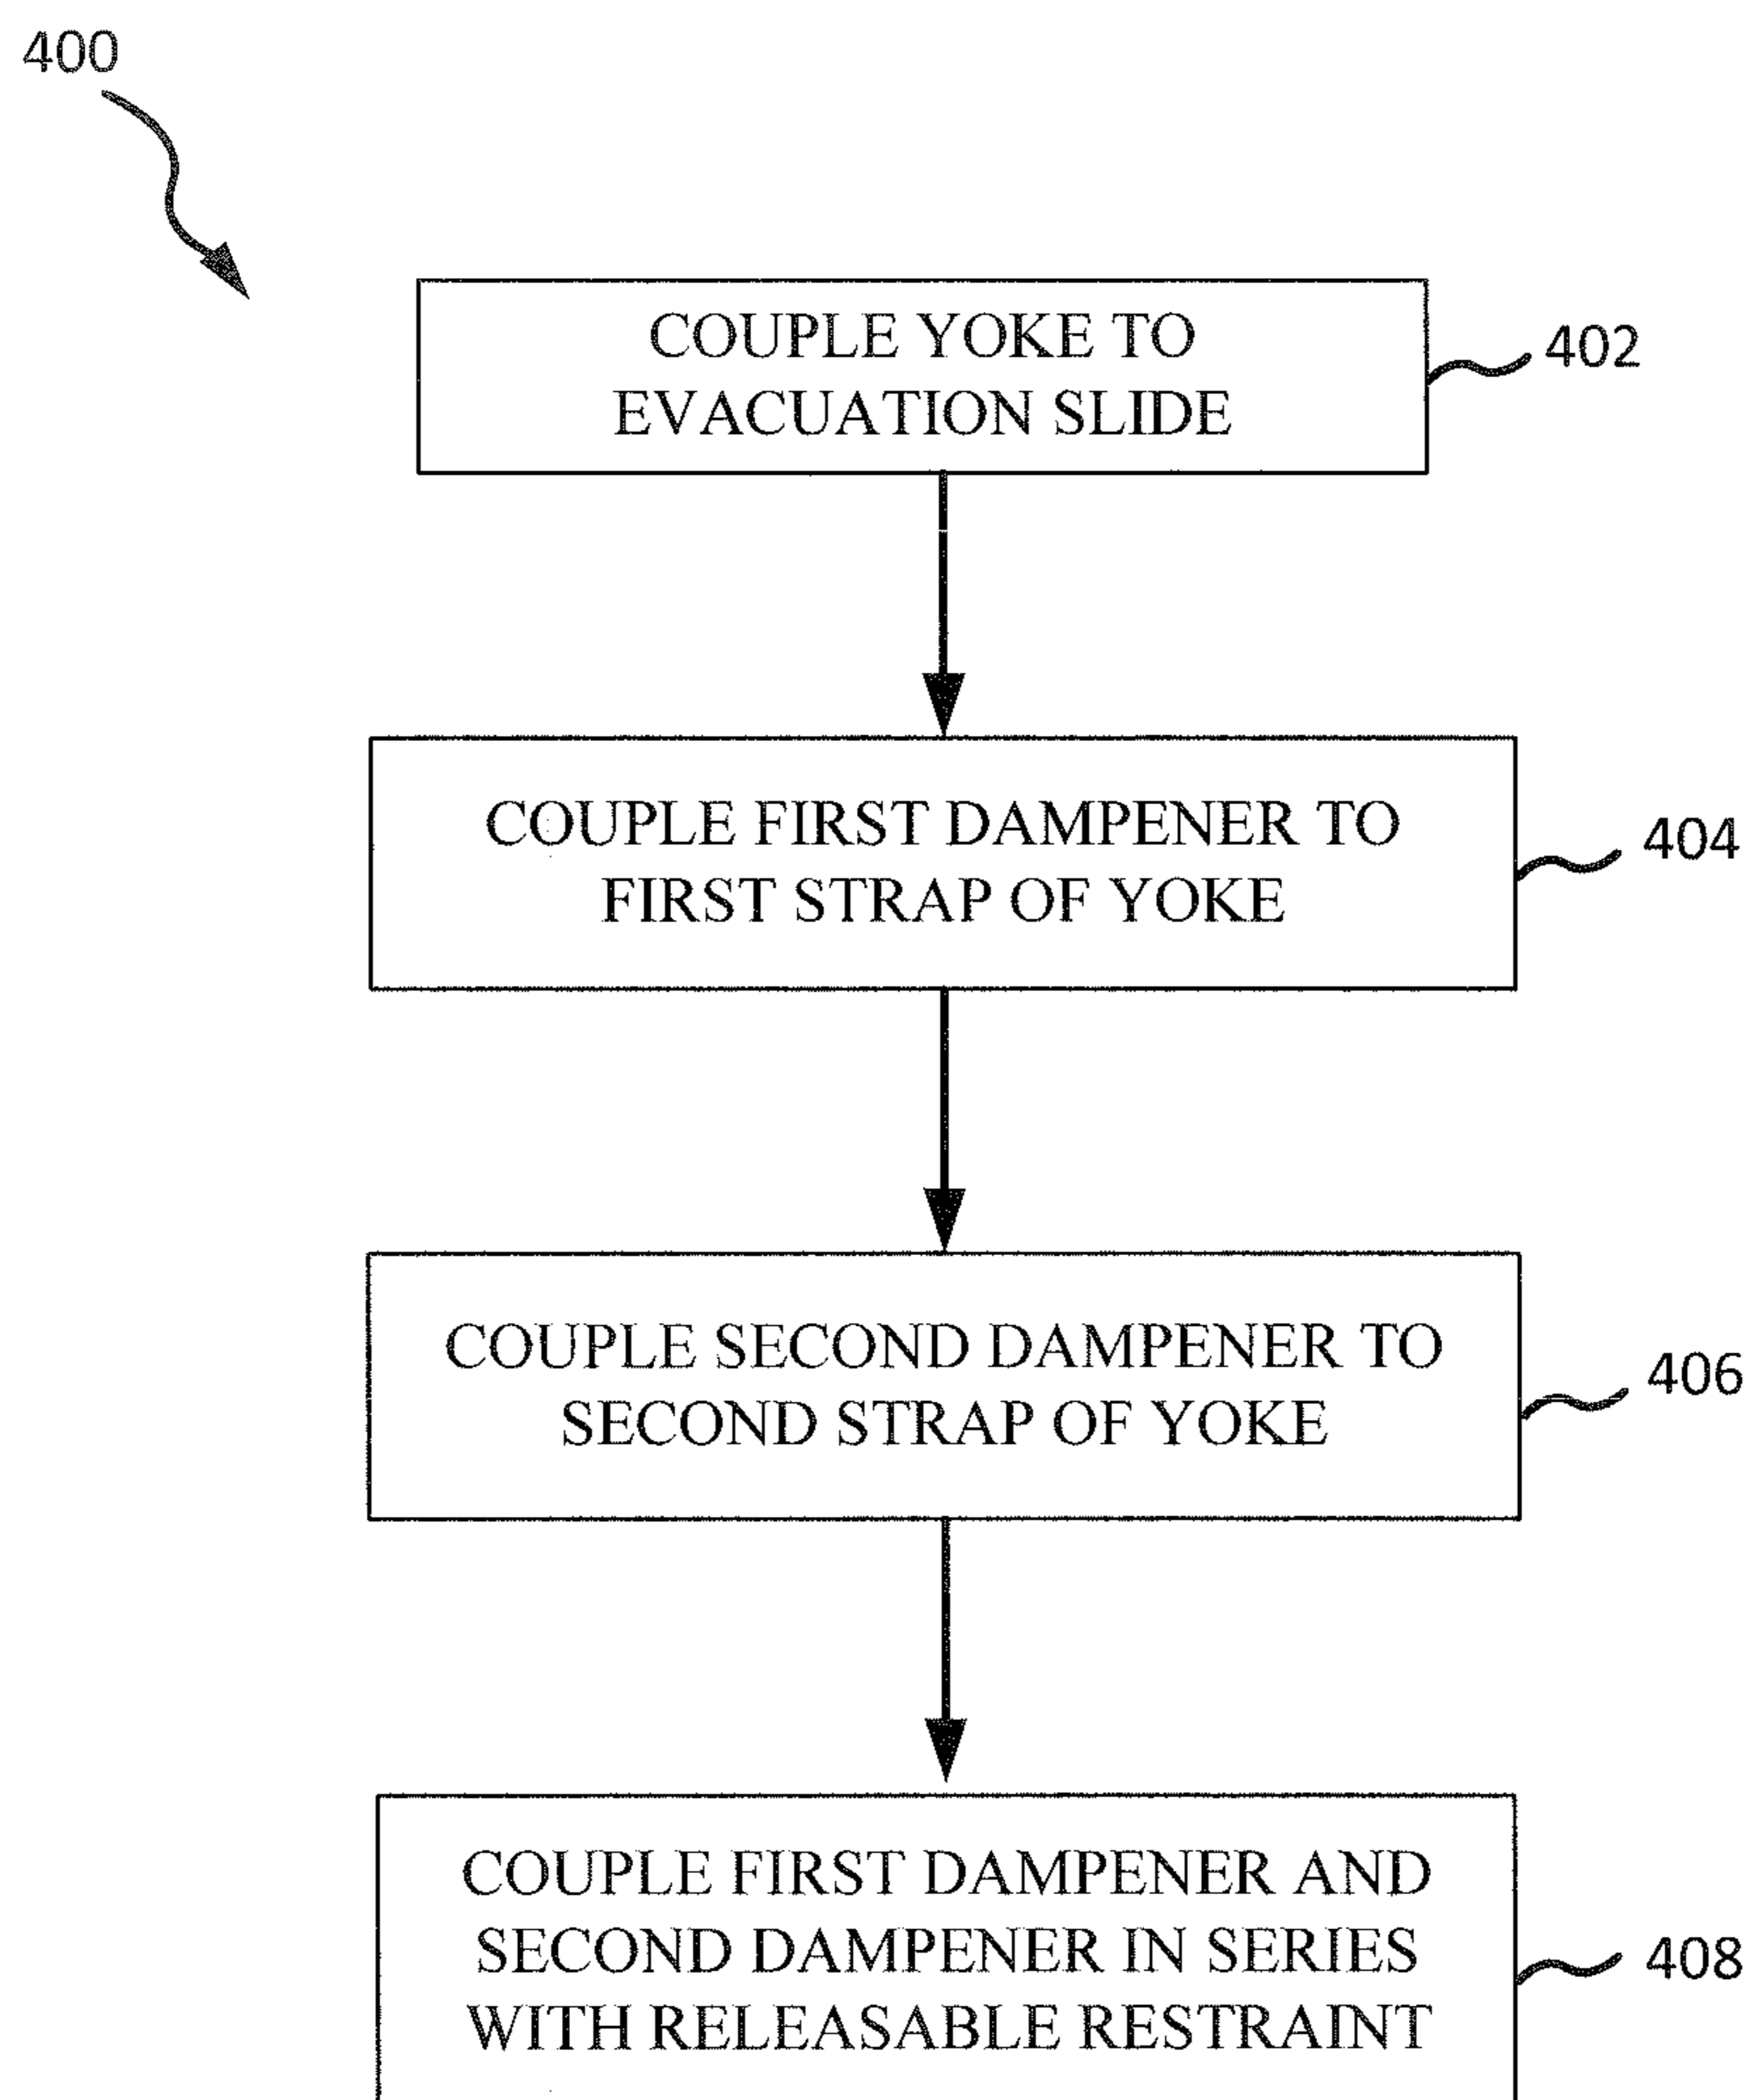 400
COUPLE YOKE TO
EVACUATION SLIDE
402
COUPLE FIRST DAMPENER TO
FIRST STRAP OF YOKE
404
COUPLE SECOND DAMPENER TO
SECOND STRAP OF YOKE
406
COUPLE FIRST DAMPENER AND
SECOND DAMPENER IN SERIES
WITH RELEASABLE RESTRAINT
408